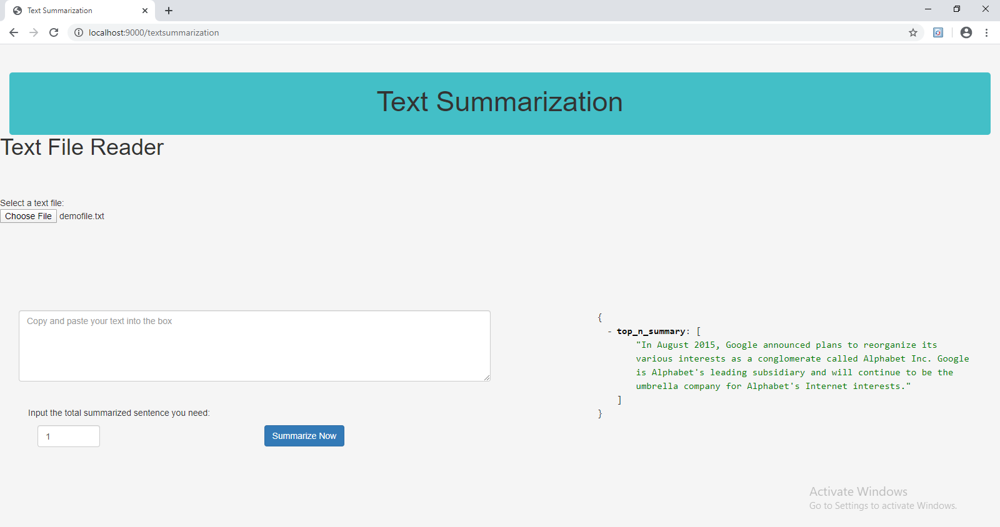 Text Summarization
localhost:9000/textsummarization
Text Summarization
Text File Reader
Select a text file:
Choose File demofile.txt
Copy and paste your text into the box
Input the total summarized sentence you need:
1
Summarize Now
{
- top_n_summary: [
"In August 2015, Google announced plans to reorganize its
various interests as a conglomerate called Alphabet Inc. Google
is Alphabet's leading subsidiary and will continue to be the
umbrella company for Alphabet's Internet interests."
]
}
Activate Windows
Go to Settings to activate Windows.